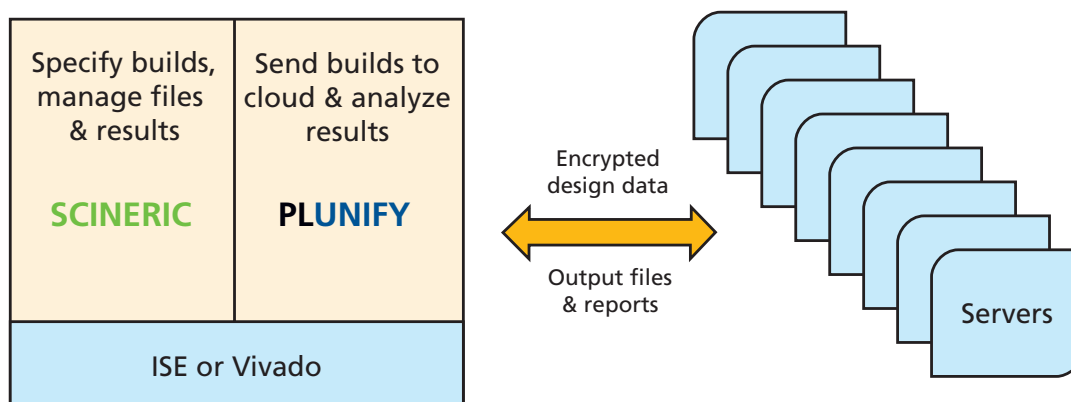 Specify builds,
manage files
& results
SCINERIC
Send builds to
cloud & analyze
results
PLUNIFY
ISE or Vivado
Encrypted
design data
Output files
& reports
Servers